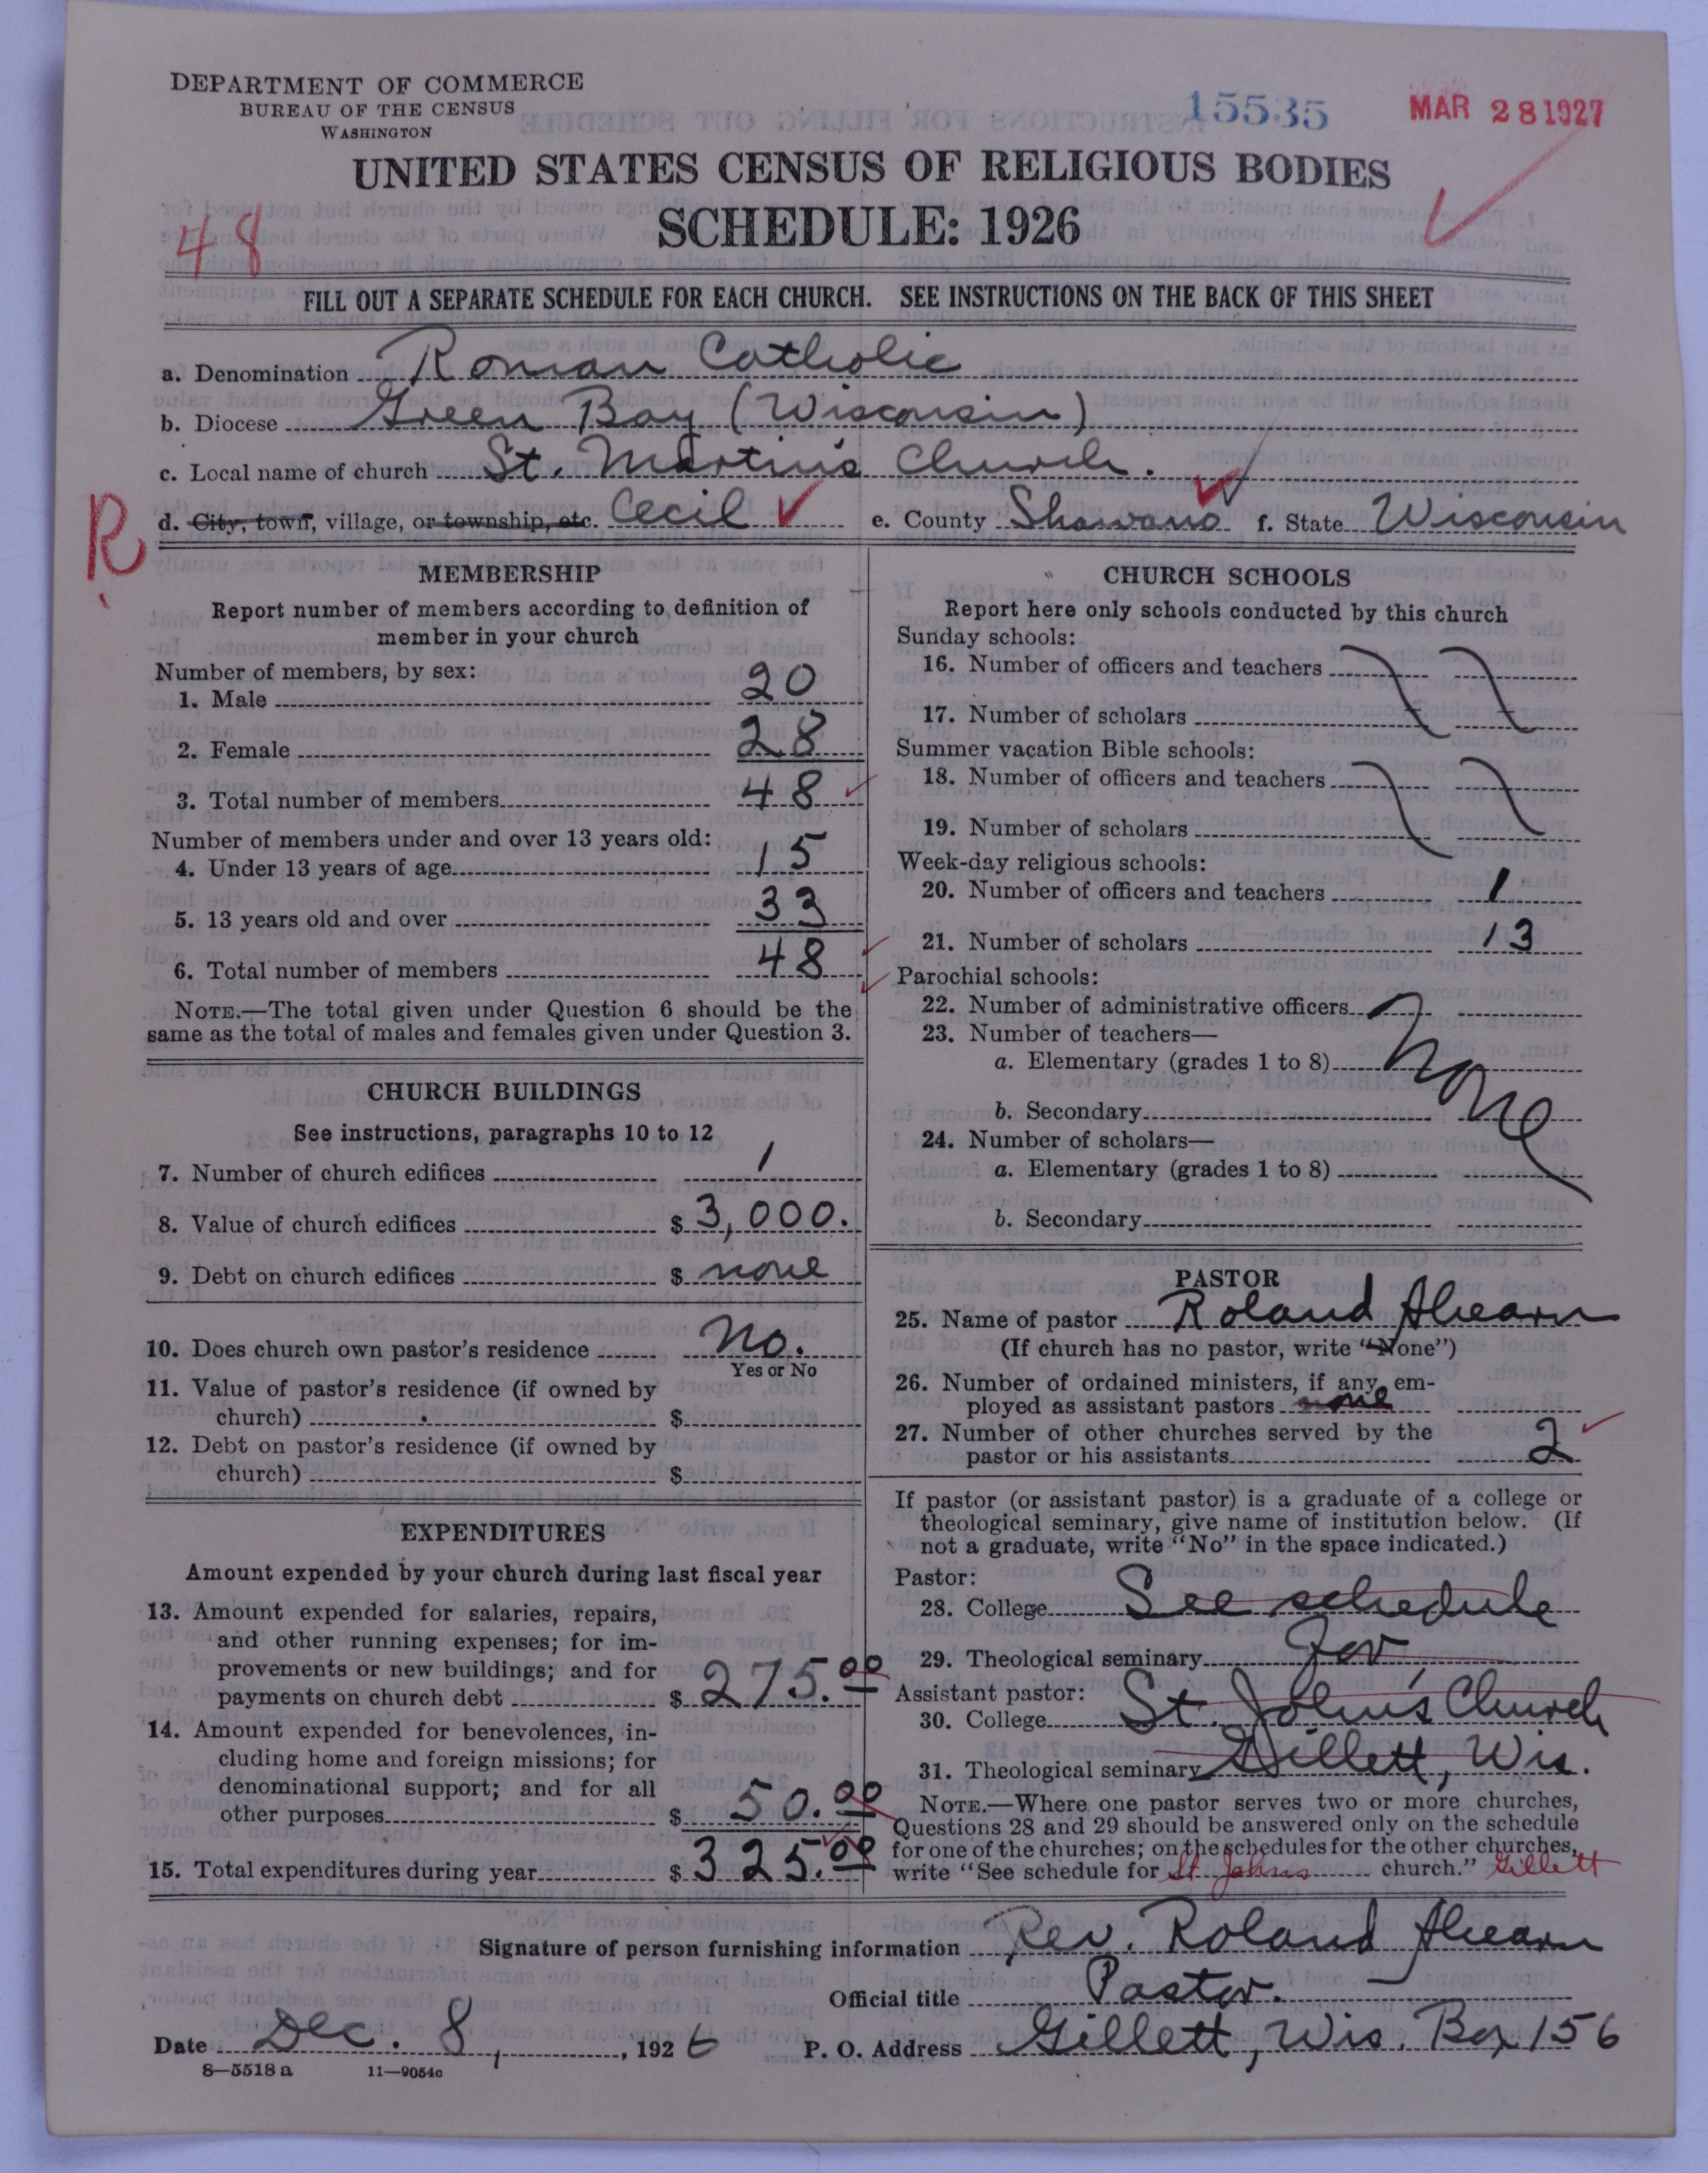 DEPARTMENT OF COMMERCE
BUREAU OF THE CENSUS
WASHINGTON
15535
MAR 28 1927
UNITED STATES CENSUS OF RELIGIOUS BODIES
SCHEDULE: 1926
48
FILL OUT A SEPARATE SCHEDULE FOR EACH CHURCH. SEE INSTRUCTIONS ON THE BACK OF THIS SHEET
a. Denomination Roman Catholic
b. Diocese Green Bay (Wisconsin)
c. Local name of church St. Martin's Church.
R
d. City, town, village, or township, etc. Cecil e. County Shawano f. State Wisconsin
MEMBERSHIP
Report number of members according to definition of
member in your church
Number of members, by sex:
1. Male 20
2. Female 28
3. Total number of members 48
Number of members under and over 13 years old:
4. Under 13 years of age 15
5. 13 years old and over 33
6. Total number of members 48
NOTE.—The total given under Question 6 should be the
same as the total of males and females given under Question 3.
CHURCH BUILDINGS
See instructions, paragraphs 10 to 12
7. Number of church edifices 1
8. Value of church edifices $ 3,000.
9. Debt on church edifices $ none
10. Does church own pastor's residence No.
Yes or No
11. Value of pastor's residence (if owned by
church) $
12. Debt on pastor's residence (if owned by
church) $
EXPENDITURES
Amount expended by your church during last fiscal year
13. Amount expended for salaries, repairs,
and other running expenses; for im-
provements or new buildings; and for
payments on church debt $ 275.00
14. Amount expended for benevolences, in-
cluding home and foreign missions; for
denominational support; and for all
other purposes $ 50.00
15. Total expenditures during year $ 325.00
CHURCH SCHOOLS
Report here only schools conducted by this church
Sunday schools:
16. Number of officers and teachers
17. Number of scholars
Summer vacation Bible schools:
18. Number of officers and teachers
19. Number of scholars
Week-day religious schools:
20. Number of officers and teachers 1
21. Number of scholars 13
Parochial schools:
22. Number of administrative officers
23. Number of teachers—
a. Elementary (grades 1 to 8) none
b. Secondary
24. Number of scholars—
a. Elementary (grades 1 to 8)
b. Secondary
PASTOR
25. Name of pastor Roland Ahearn
(If church has no pastor, write "None")
26. Number of ordained ministers, if any, em-
ployed as assistant pastors none
27. Number of other churches served by the
pastor or his assistants 2
If pastor (or assistant pastor) is a graduate of a college or
theological seminary, give name of institution below. (If
not a graduate, write "No" in the space indicated.)
Pastor:
28. College See schedule
29. Theological seminary for
Assistant pastor:
30. College St. John's Church
31. Theological seminary Gillett, Wis.
NOTE.—Where one pastor serves two or more churches,
Questions 28 and 29 should be answered only on the schedule
for one of the churches; on the schedules for the other churches,
write "See schedule for St Johns church." Gillett
Signature of person furnishing information Rev. Roland Ahearn
Official title Pastor.
Date Dec. 8, 1926 P. O. Address Gillett, Wis. Box 156
8—5518 a 11—9054c